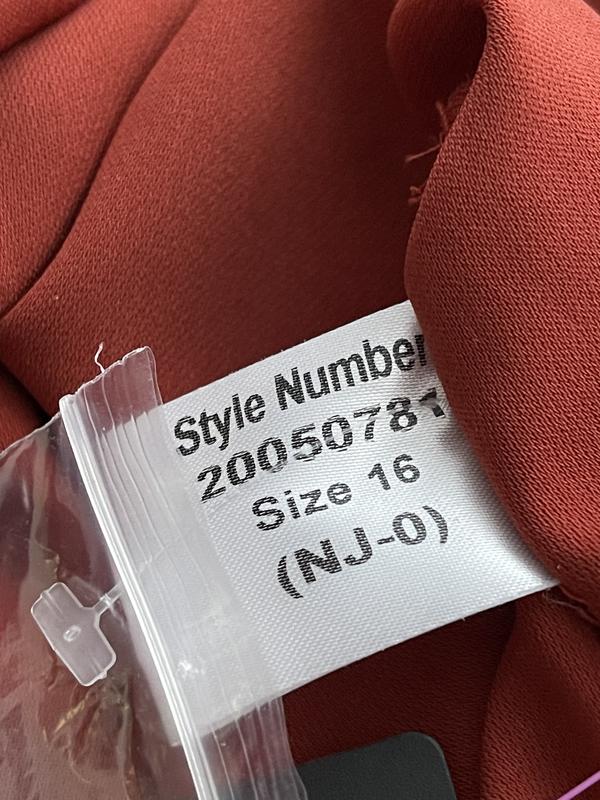 Style Number
20050781
Size 16
(NJ-0)